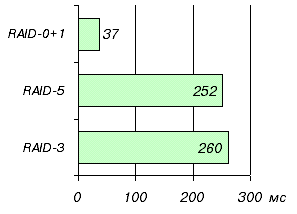 RAID-0+1 37
RAID-5 252
RAID-3 260
0 100 200 300 мс